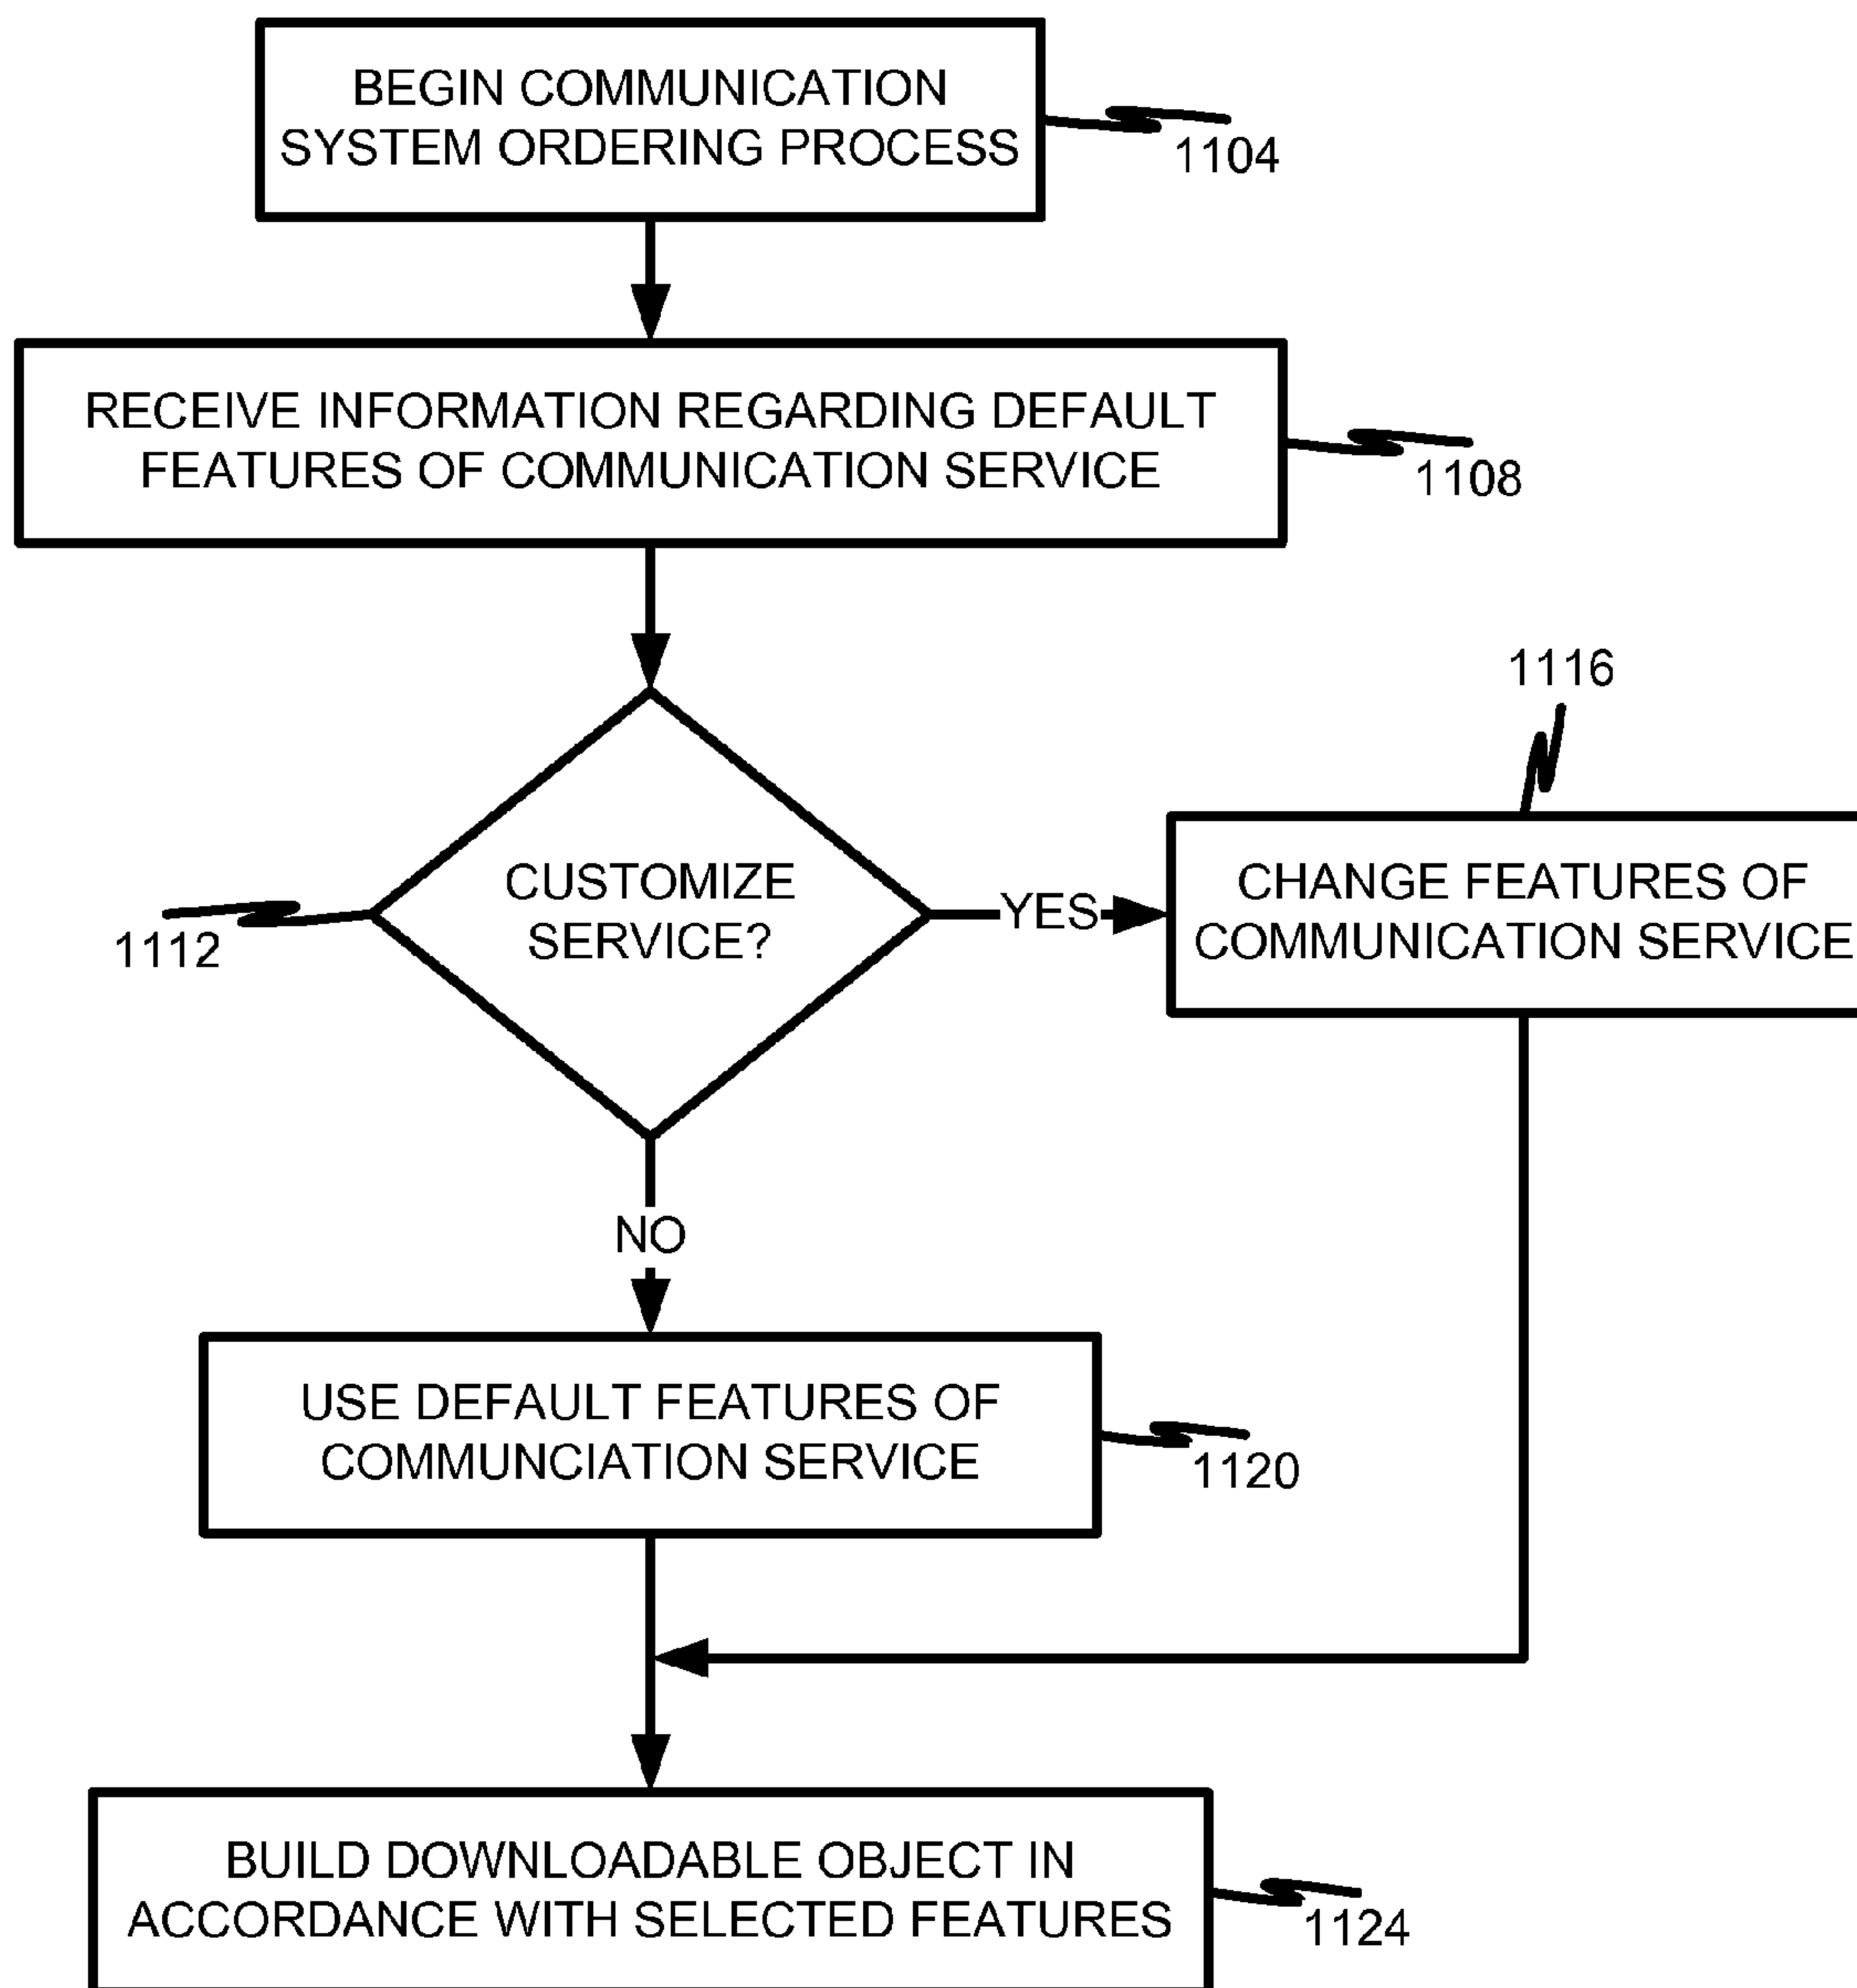 BEGIN COMMUNICATION
SYSTEM ORDERING PROCESS
1104
RECEIVE INFORMATION REGARDING DEFAULT
FEATURES OF COMMUNICATION SERVICE
1108
1116
CUSTOMIZE
SERVICE?
1112
YES
CHANGE FEATURES OF
COMMUNICATION SERVICE
NO
USE DEFAULT FEATURES OF
COMMUNCIATION SERVICE
1120
BUILD DOWNLOADABLE OBJECT IN
ACCORDANCE WITH SELECTED FEATURES
1124